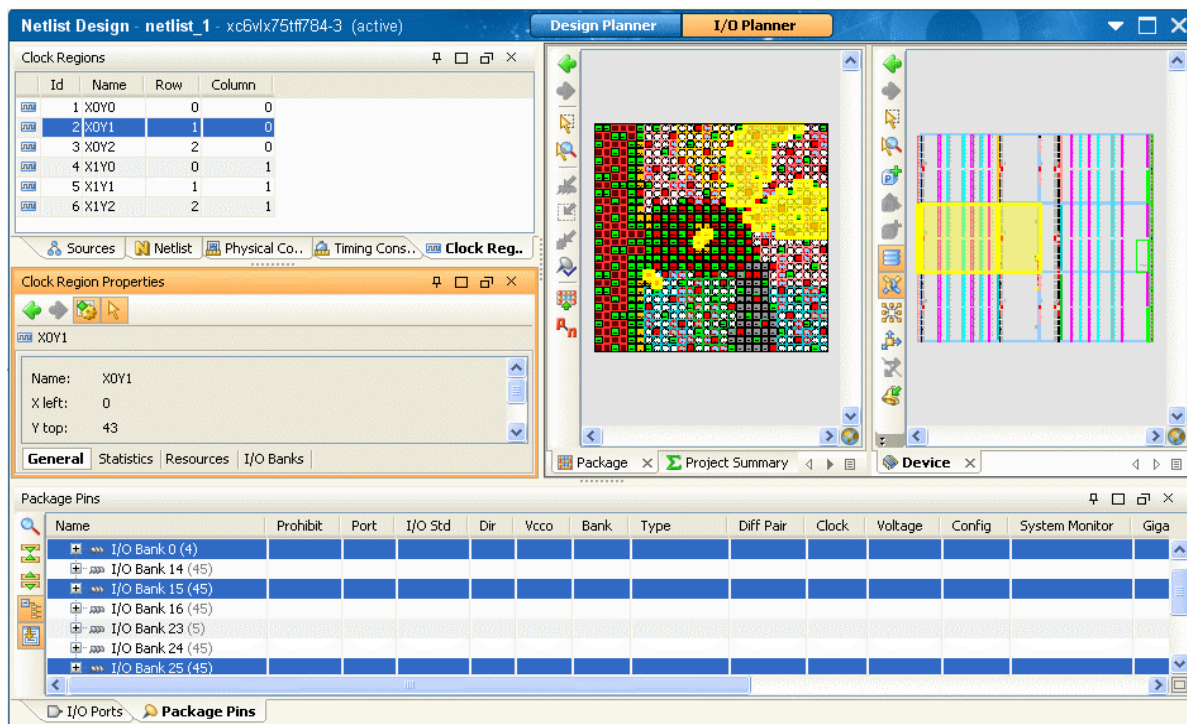 Netlist Design - netlist_1 - xc6vlx75tff784-3 (active)
Design Planner
I/O Planner
Clock Regions
Id Name Row Column
1 X0Y0 0 0
2 X0Y1 1 0
3 X0Y2 2 0
4 X1Y0 0 1
5 X1Y1 1 1
6 X1Y2 2 1
Sources Netlist Physical Co.. Timing Cons.. Clock Reg..
Clock Region Properties
X0Y1
Name: X0Y1
X left: 0
Y top: 43
General Statistics Resources I/O Banks
Package Project Summary
Device
Package Pins
Name Prohibit Port I/O Std Dir Vcco Bank Type Diff Pair Clock Voltage Config System Monitor Giga
I/O Bank 0 (4)
I/O Bank 14 (45)
I/O Bank 15 (45)
I/O Bank 16 (45)
I/O Bank 23 (5)
I/O Bank 24 (45)
I/O Bank 25 (45)
I/O Ports Package Pins